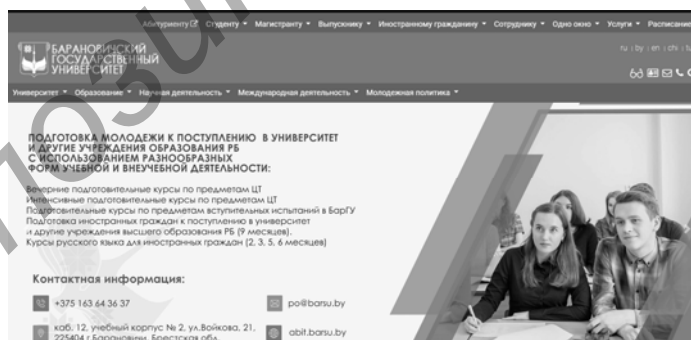 Абитуриенту Студенту Магистранту Выпускнику Иностранному гражданину Сотруднику Одно окно Услуги Расписание
БАРАНОВИЧСКИЙ
ГОСУДАРСТВЕННЫЙ
УНИВЕРСИТЕТ
ru by en chi
Университет Образование Научная деятельность Международная деятельность Молодежная политика
ПОДГОТОВКА МОЛОДЕЖИ К ПОСТУПЛЕНИЮ В УНИВЕРСИТЕТ
И ДРУГИЕ УЧРЕЖДЕНИЯ ОБРАЗОВАНИЯ РБ
С ИСПОЛЬЗОВАНИЕМ РАЗНООБРАЗНЫХ
ФОРМ УЧЕБНОЙ И ВНЕУЧЕБНОЙ ДЕЯТЕЛЬНОСТИ:
Вечерние подготовительные курсы по предметам ЦТ
Интенсивные подготовительные курсы по предметам ЦТ
Подготовительные курсы по предметам вступительных испытаний в БарГУ
Подготовка иностранных граждан к поступлению в университет
и другие учреждения высшего образования РБ (9 месяцев).
Курсы русского языка для иностранных граждан (2, 3, 5, 6 месяцев)
Контактная информация:
+375 163 64 36 37
po@barsu.by
каб. 12, учебный корпус № 2, ул.Войкова, 21,
225404 г.Барановичи, Брестская обл.
abit.barsu.by